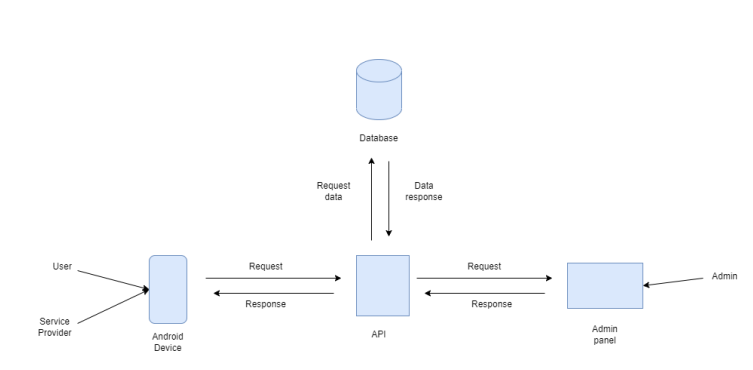 Database
Request
data
Data
response
User
Request
Request
Admin
Response
Response
Service
Provider
Android
Device
API
Admin
panel